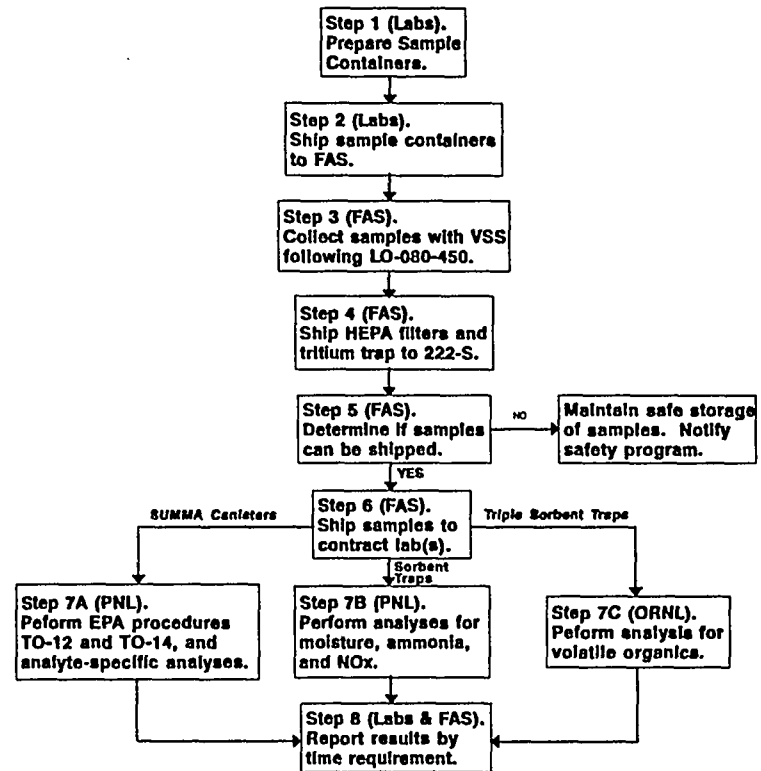 Step 1 (Labs).
Prepare Sample
Containers.
Step 2 (Labs).
Ship sample containers
to FAS.
Step 3 (FAS).
Collect samples with VSS
following LO-080-450.
Step 4 (FAS).
Ship HEPA filters and
tritium trap to 222-S.
Step 5 (FAS).
Determine if samples
can be shipped.
NO
Maintain safe storage
of samples. Notify
safety program.
YES
Step 6 (FAS).
Ship samples to
contract lab(s).
SUMMA Canisters
Triple Sorbent Traps
Sorbent
Traps
Step 7A (PNL).
Peform EPA procedures
TO-12 and TO-14, and
analyte-specific analyses.
Step 7B (PNL).
Perform analyses for
moisture, ammonia,
and NOx.
Step 7C (ORNL).
Peform analysis for
volatile organics.
Step 8 (Labs & FAS).
Report results by
time requirement.